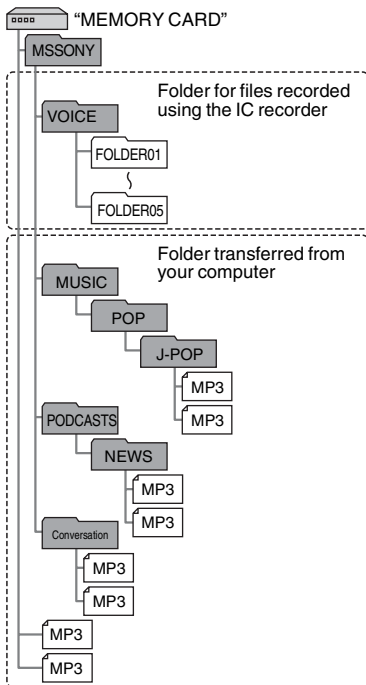 “MEMORY CARD”
MSSONY
Folder for files recorded
using the IC recorder
VOICE
FOLDER01
FOLDER05
Folder transferred from
your computer
MUSIC
POP
J-POP
MP3
MP3
PODCASTS
NEWS
MP3
MP3
Conversation
MP3
MP3
MP3
MP3